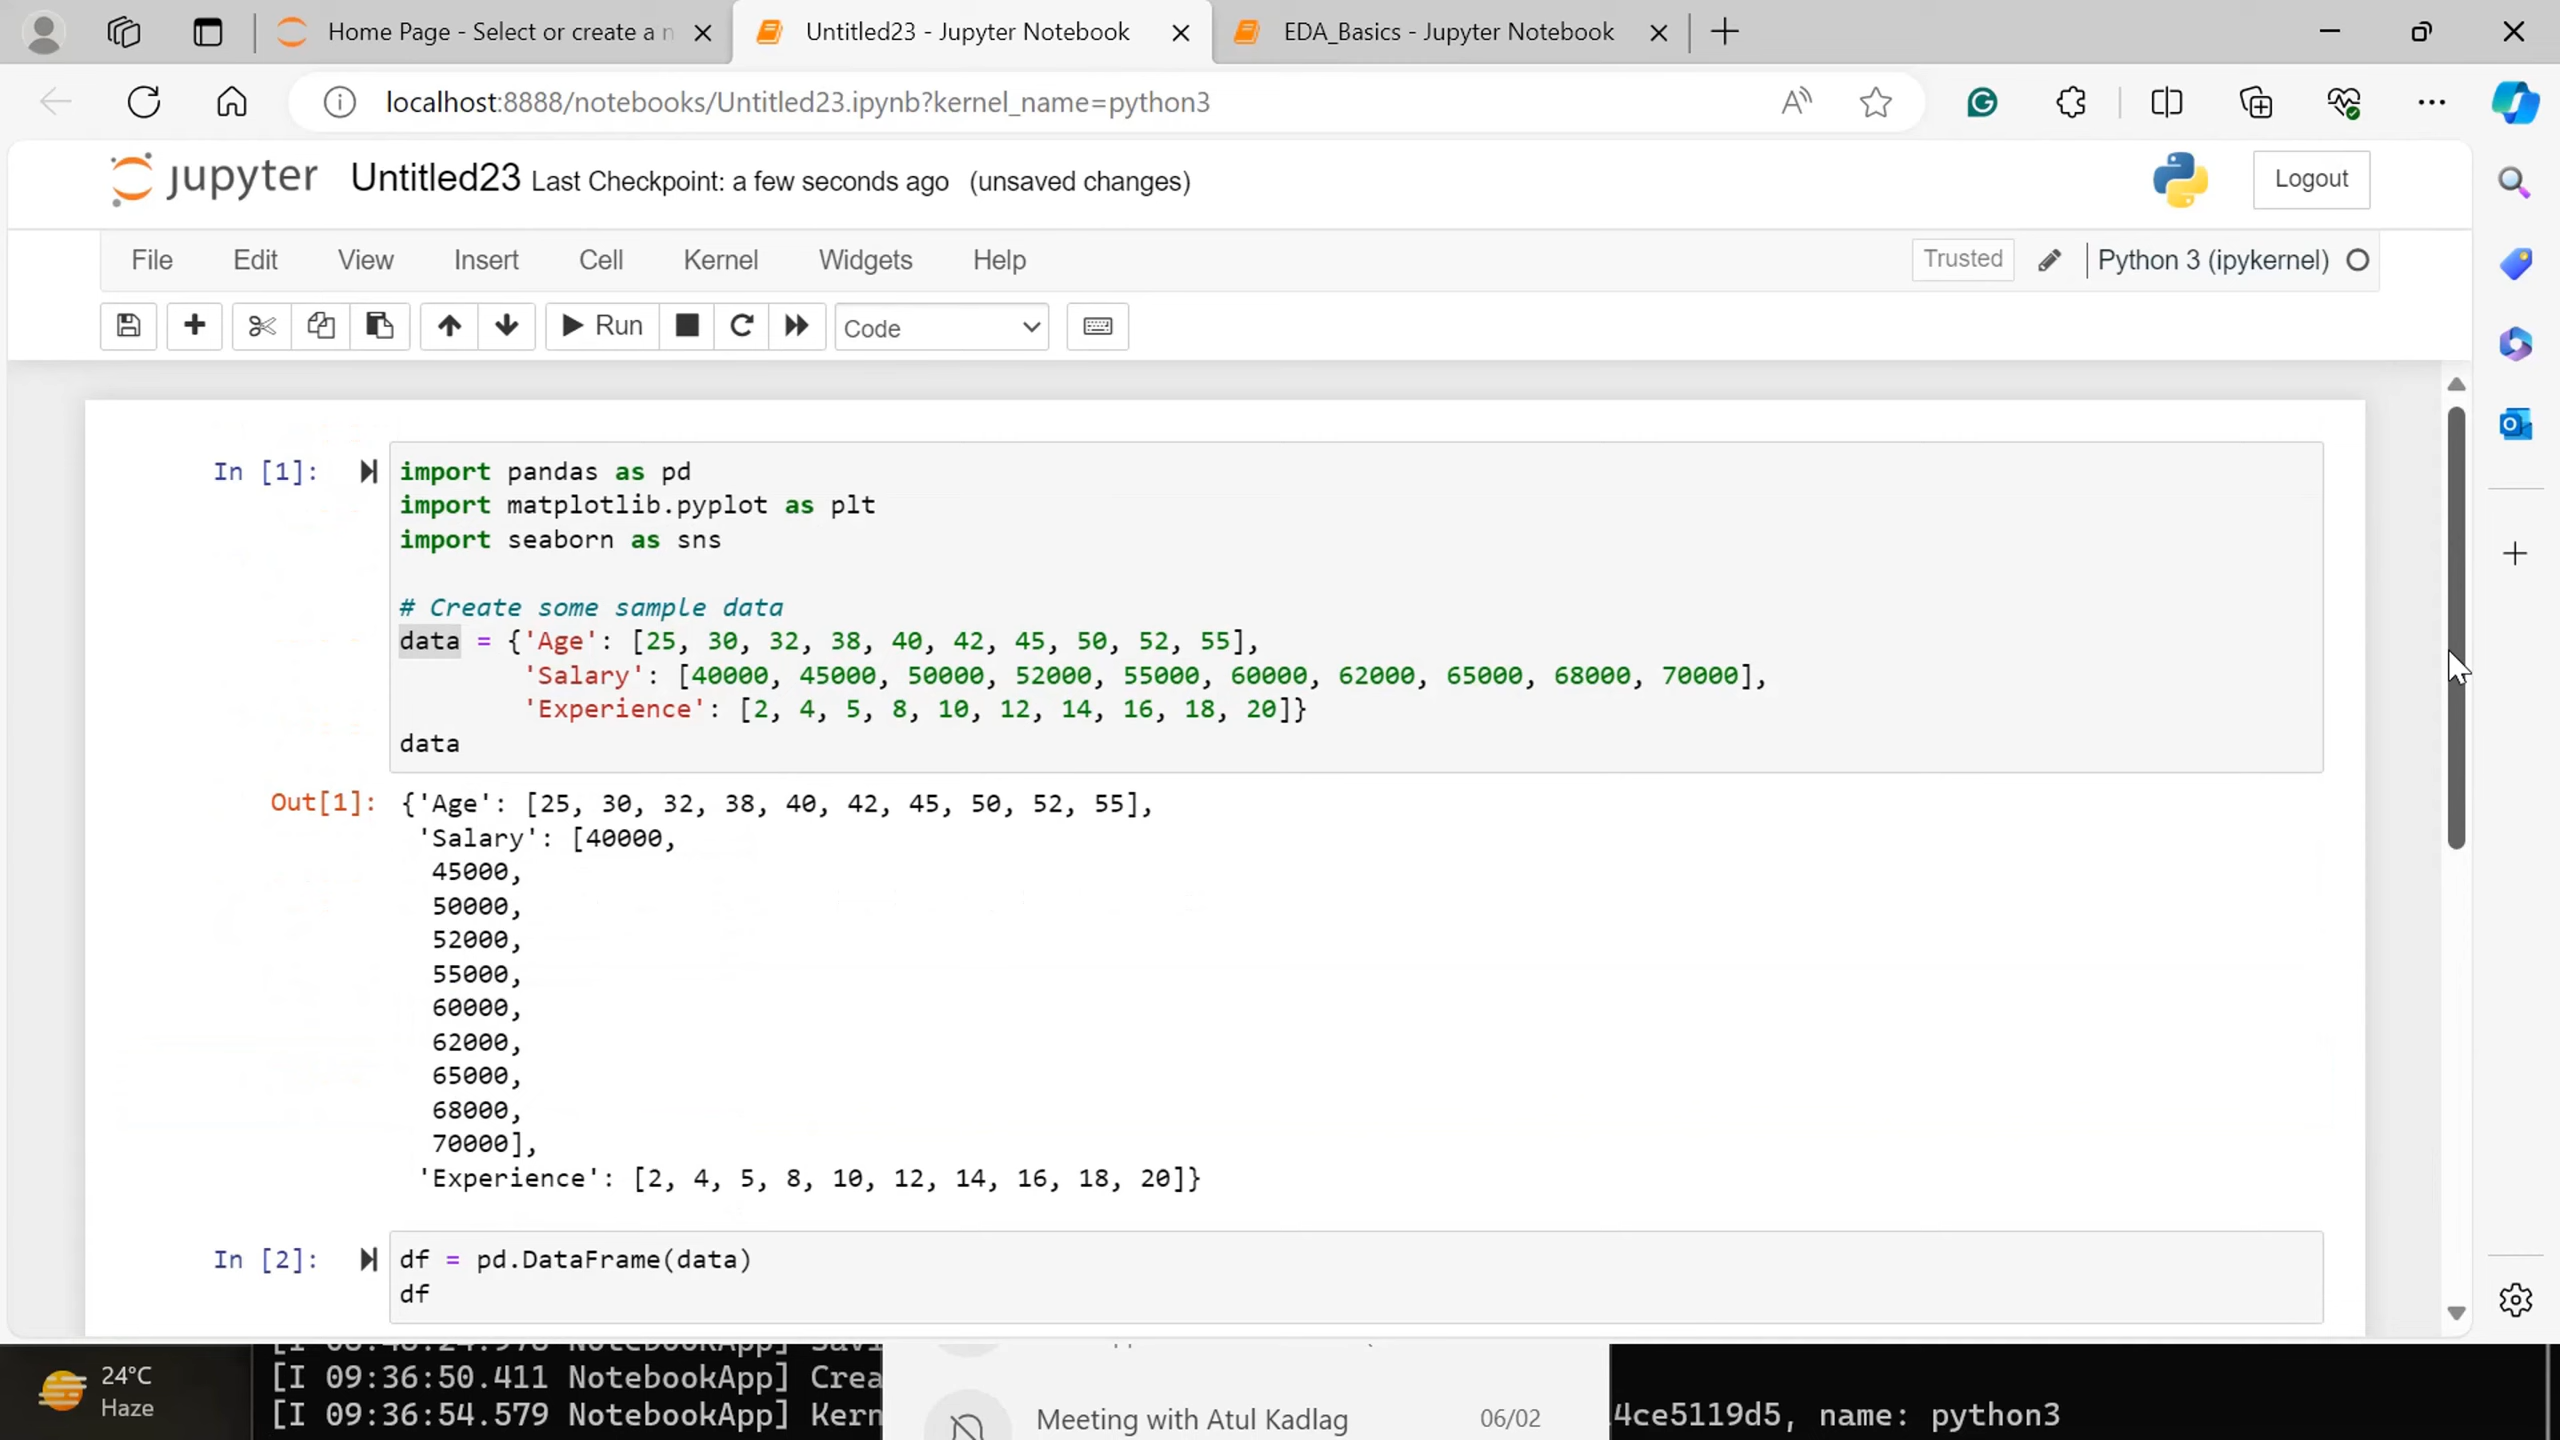 Home Page - Select or create a n
Untitled23 - Jupyter Notebook
EDA_Basics - Jupyter Notebook
localhost:8888/notebooks/Untitled23.ipynb?kernel_name=python3
jupyter Untitled23 Last Checkpoint: a few seconds ago (unsaved changes)
Logout
File Edit View Insert Cell Kernel Widgets Help
Trusted Python 3 (ipykernel)
Run Code
In [1]: import pandas as pd
import matplotlib.pyplot as plt
import seaborn as sns
# Create some sample data
data = {'Age': [25, 30, 32, 38, 40, 42, 45, 50, 52, 55],
'Salary': [40000, 45000, 50000, 52000, 55000, 60000, 62000, 65000, 68000, 70000],
'Experience': [2, 4, 5, 8, 10, 12, 14, 16, 18, 20]}
data
Out[1]: {'Age': [25, 30, 32, 38, 40, 42, 45, 50, 52, 55],
'Salary': [40000,
45000,
50000,
52000,
55000,
60000,
62000,
65000,
68000,
70000],
'Experience': [2, 4, 5, 8, 10, 12, 14, 16, 18, 20]}
In [2]: df = pd.DataFrame(data)
df
24°C
Haze
[I 09:36:50.411 NotebookApp] Crea
[I 09:36:54.579 NotebookApp] Kern
Meeting with Atul Kadlag 06/02
4ce5119d5, name: python3